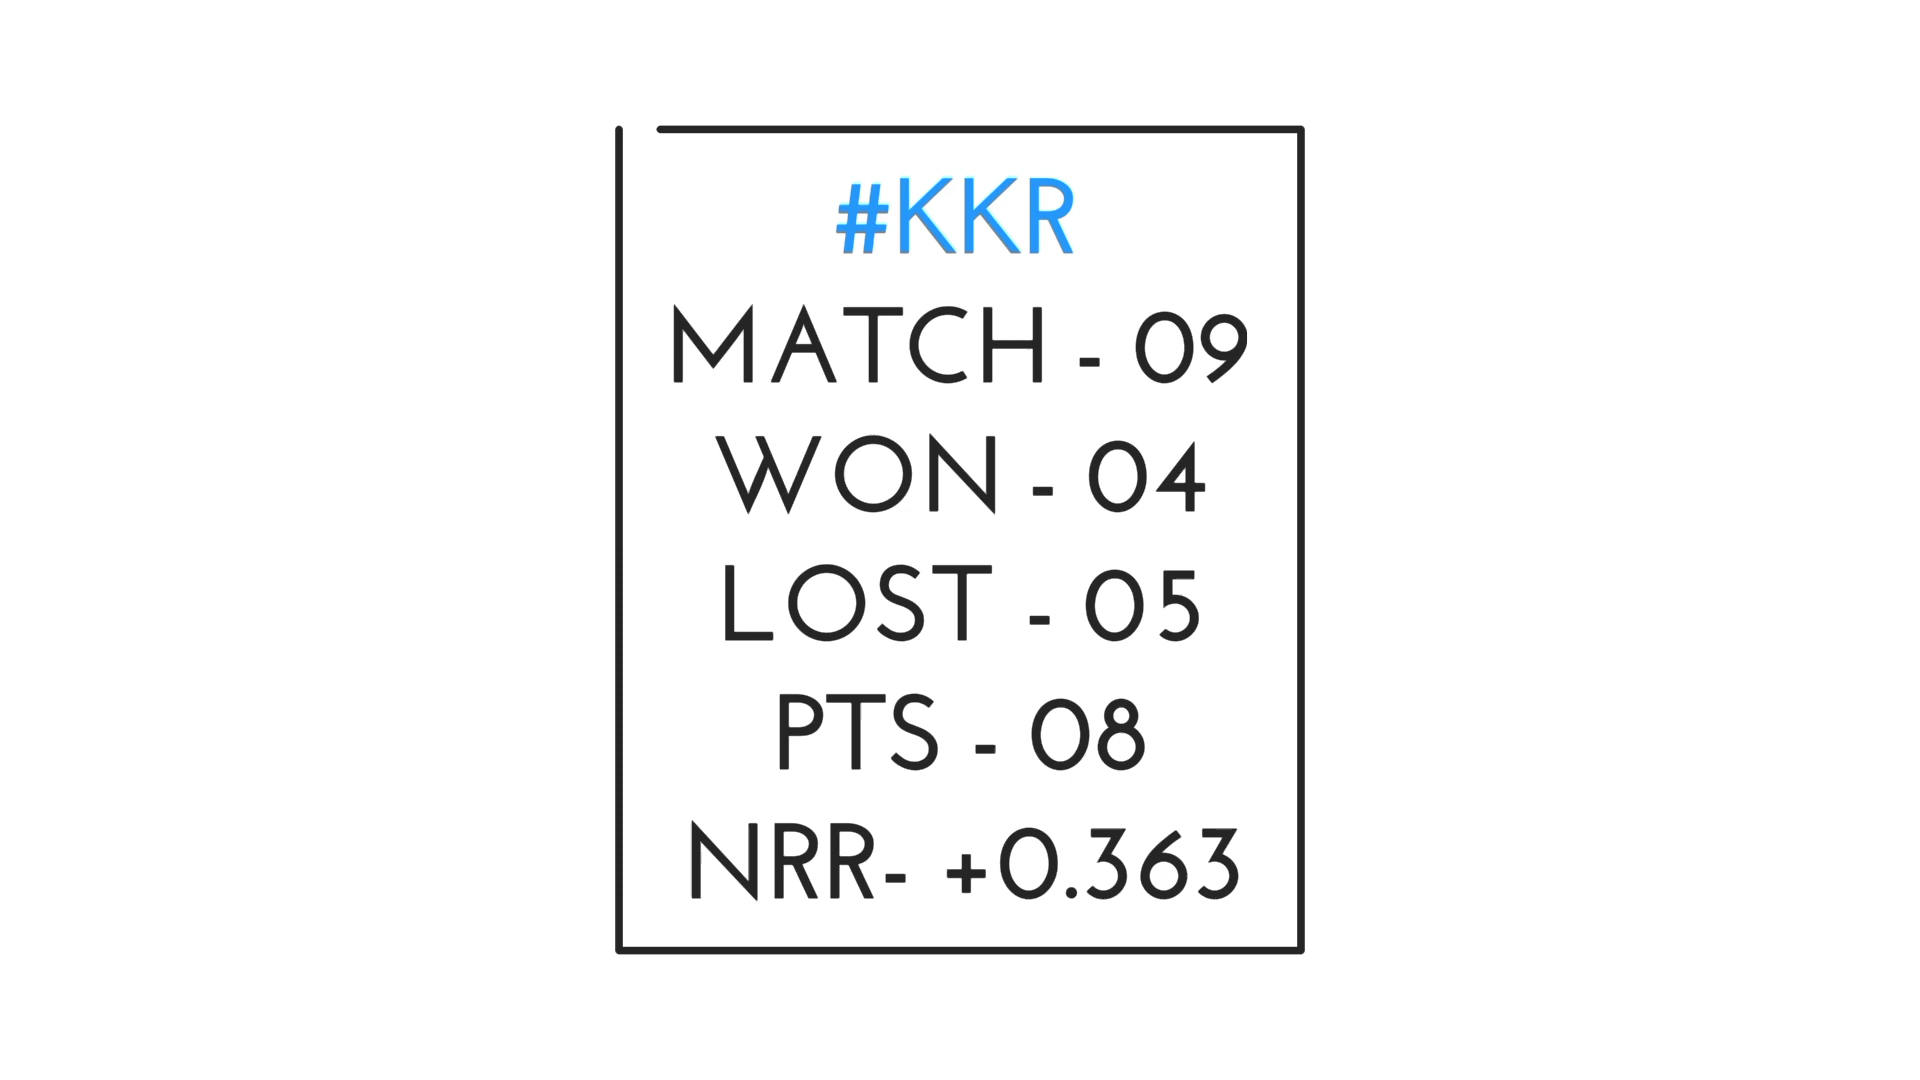 #KKR
MATCH - 09
WON - 04
LOST - 05
PTS - 08
NRR- +0.363